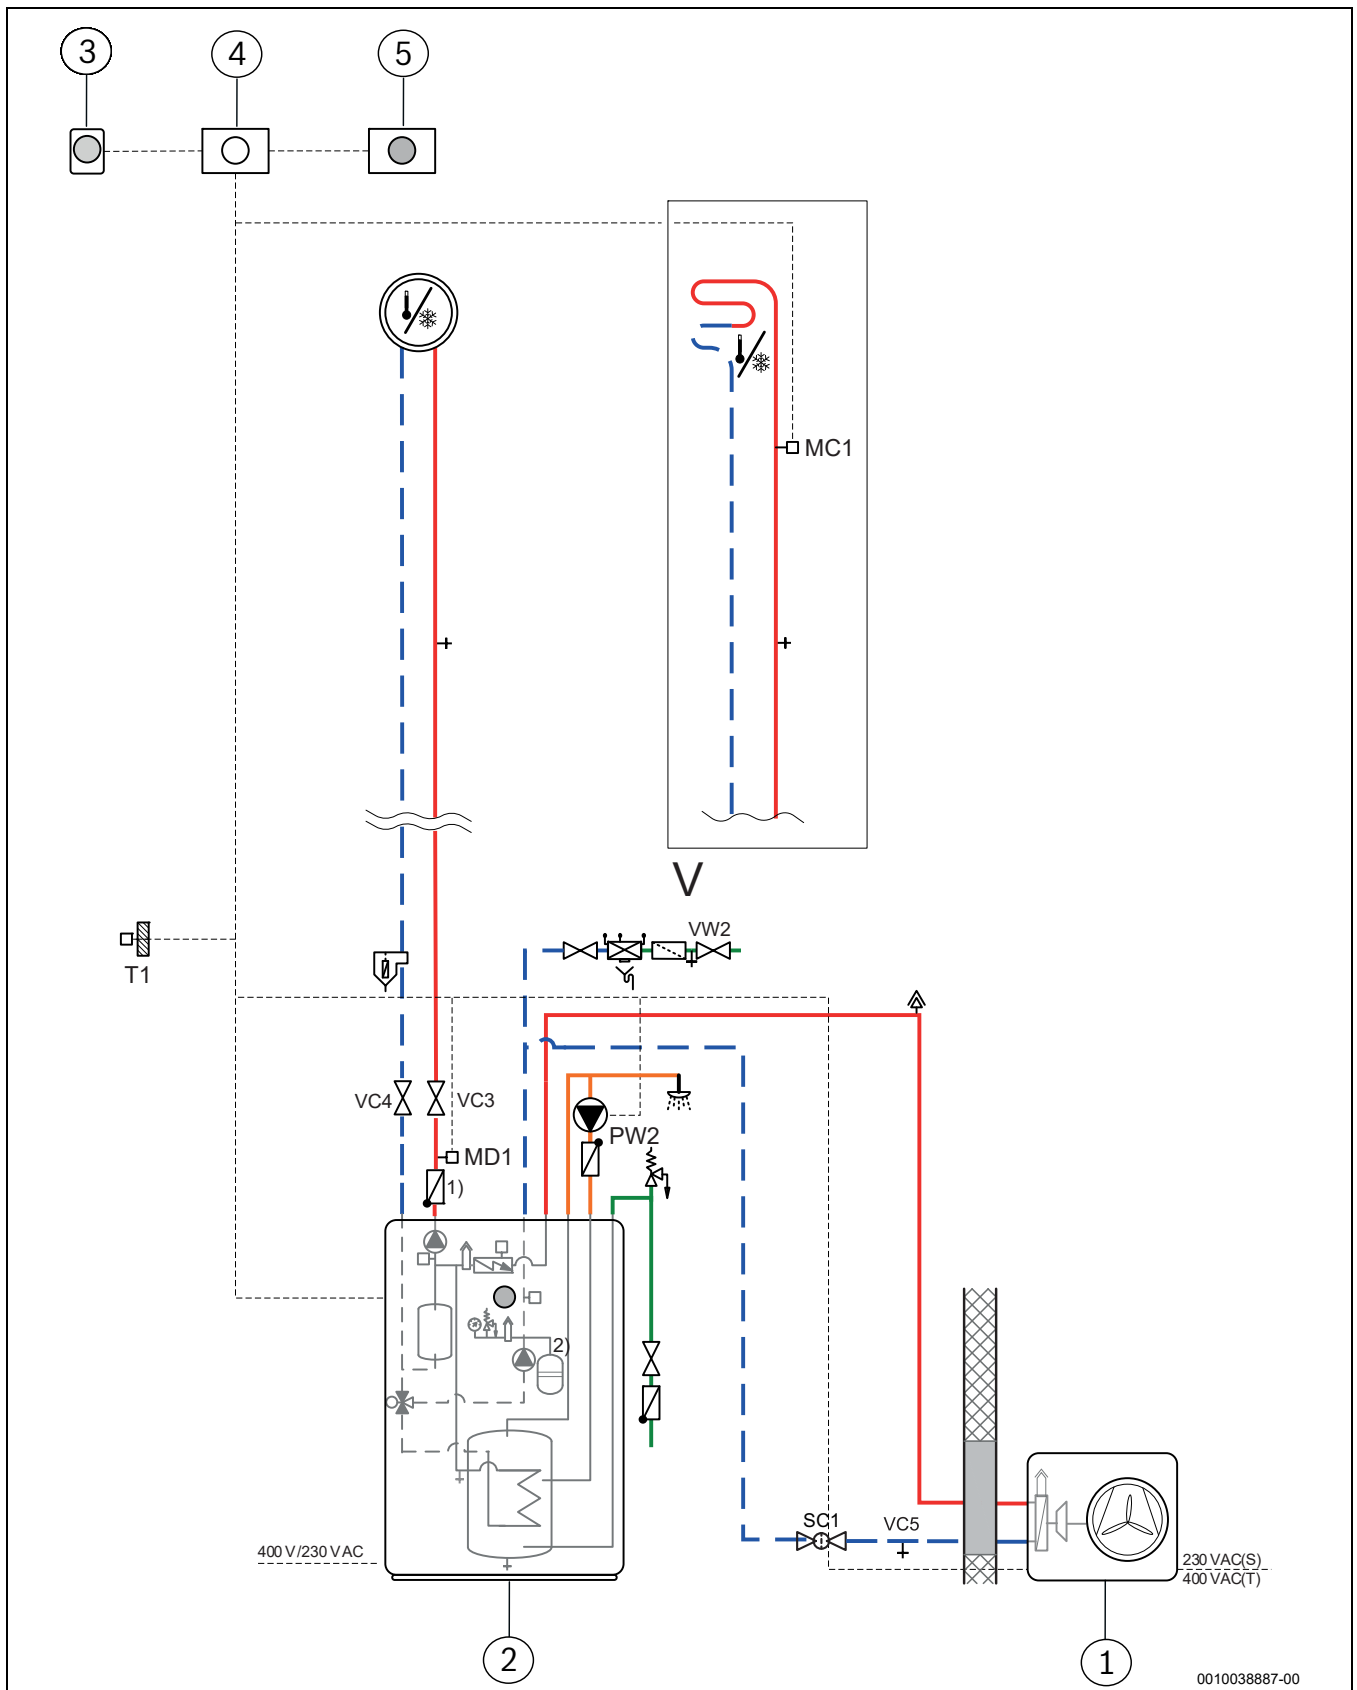 3
4
5
MC1
V
VW2
T1
VC4
VC3
PW2
MD1
1)
2)
SC1
VC5
400 V/230 VAC
230 VAC(S)
400 VAC(T)
2
1
0010038887-00